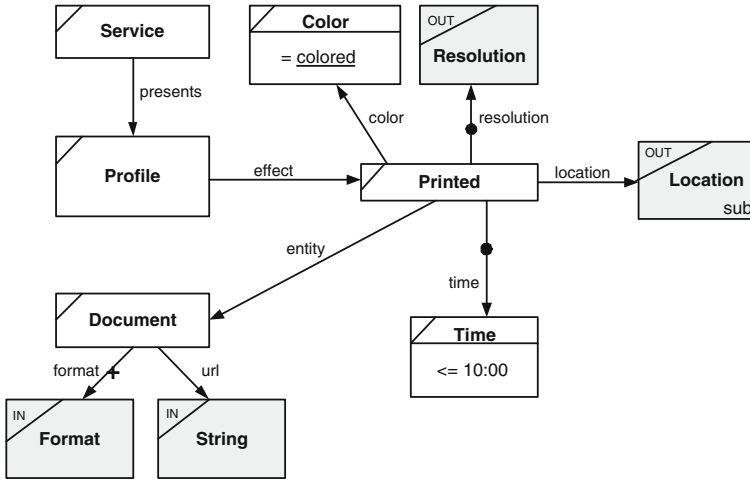 Service
presents
Profile
effect
Color
= colored
color
OUT
Resolution
resolution
Printed
location
OUT
Location
sub
entity
time
Time
<= 10:00
Document
format
+
url
IN
Format
IN
String